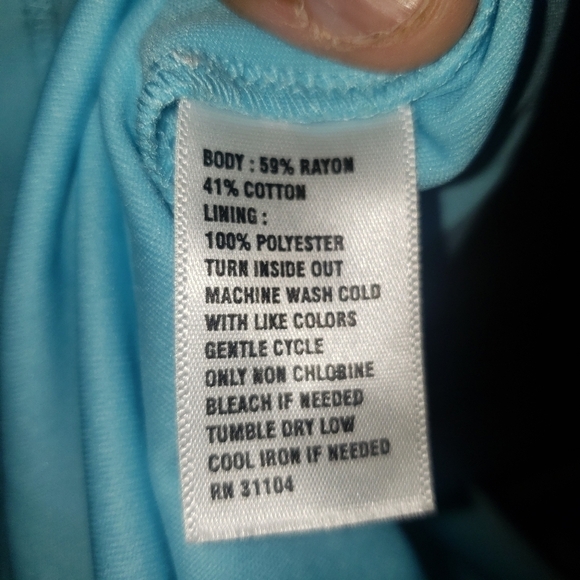 BODY : 59% RAYON
41% COTTON
LINING :
100% POLYESTER
TURN INSIDE OUT
MACHINE WASH COLD
WITH LIKE COLORS
GENTLE CYCLE
ONLY NON CHLORINE
BLEACH IF NEEDED
TUMBLE DRY LOW
COOL IRON IF NEEDED
RN 31104